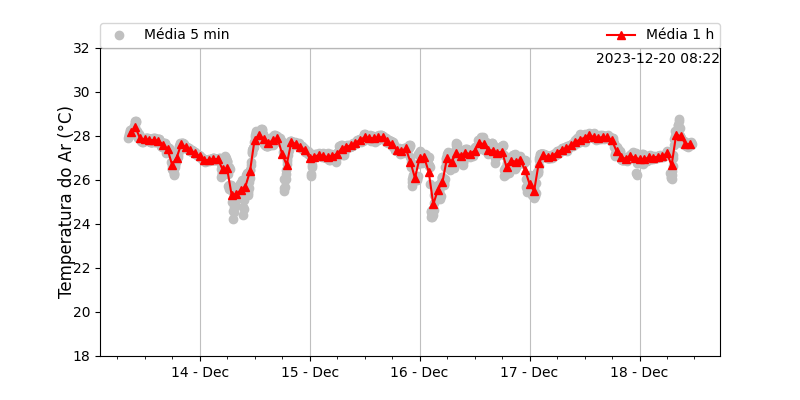 Média 5 min
Média 1 h
2023-12-20 08:22
Temperatura do Ar (°C)
32
30
28
26
24
22
20
18
14 - Dec
15 - Dec
16 - Dec
17 - Dec
18 - Dec